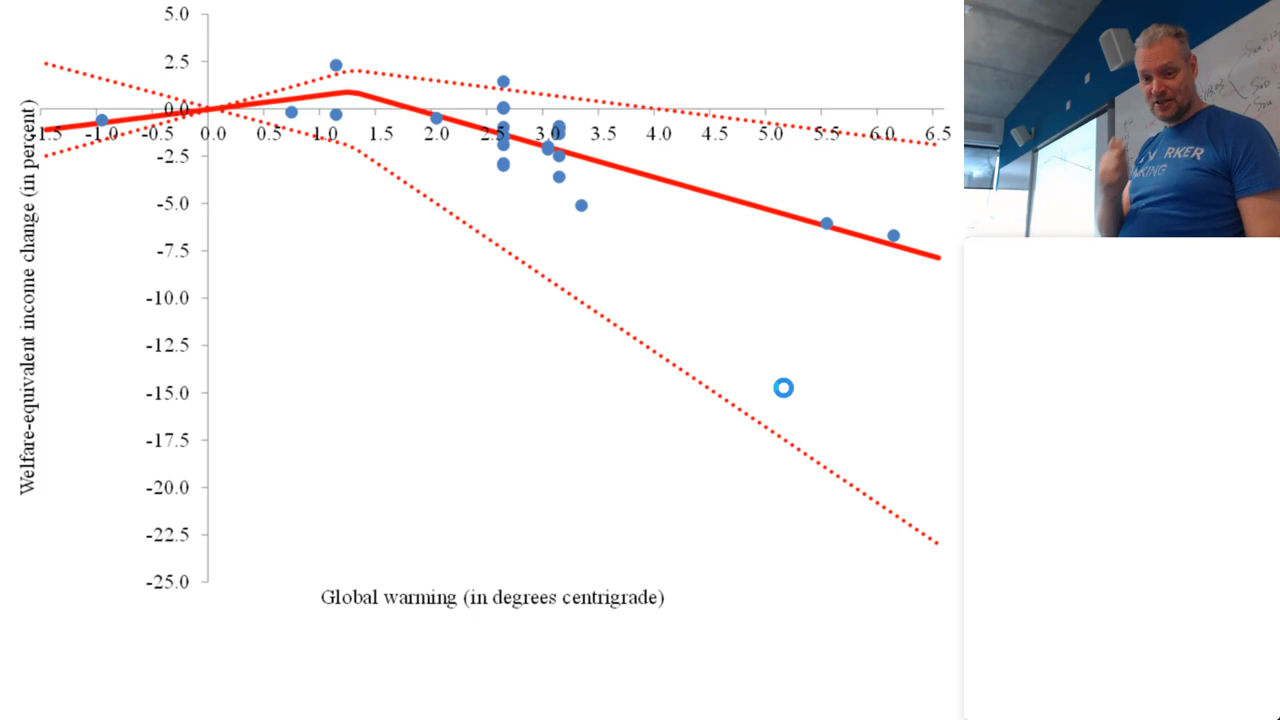 Welfare-equivalent income change (in percent)
5.0
2.5
0.0
-2.5
-5.0
-7.5
-10.0
-12.5
-15.0
-17.5
-20.0
-22.5
-25.0
-1.5 -1.0 -0.5 0.0 0.5 1.0 1.5 2.0 2.5 3.0 3.5 4.0 4.5 5.0 5.5 6.0 6.5
Global warming (in degrees centrigrade)
RKER
KING